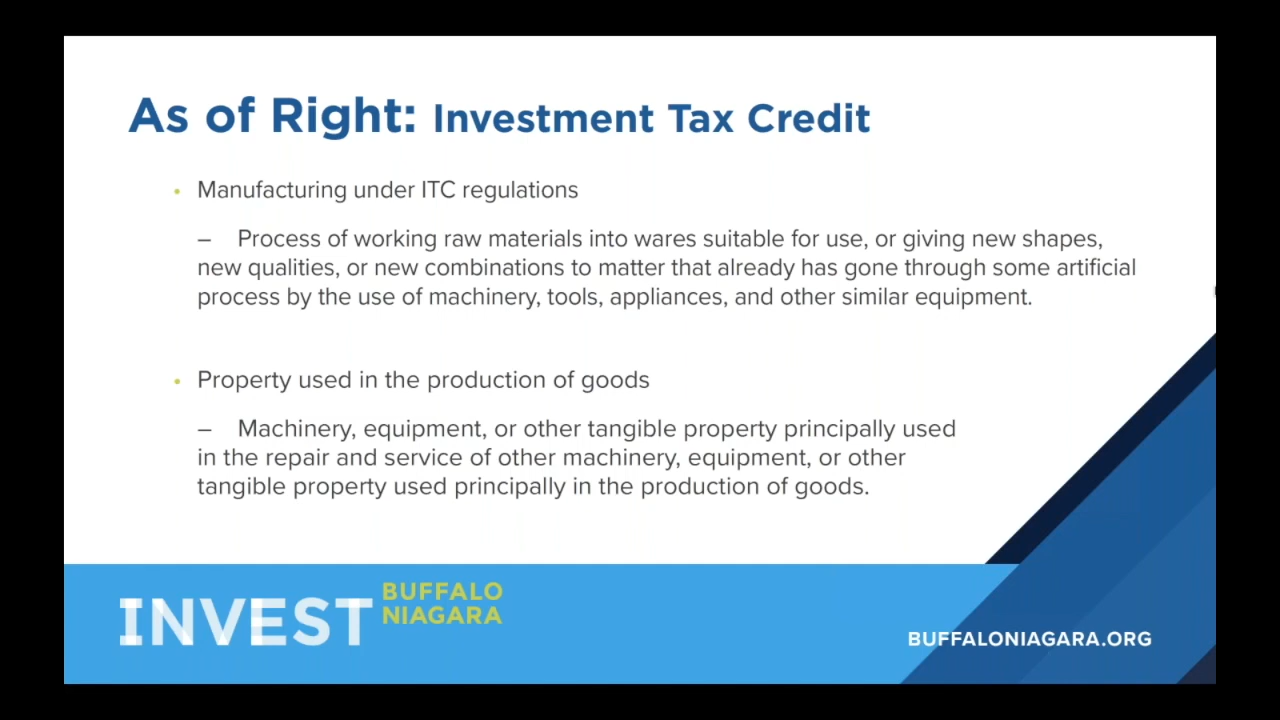 As of Right: Investment Tax Credit
• Manufacturing under ITC regulations
– Process of working raw materials into wares suitable for use, or giving new shapes,
new qualities, or new combinations to matter that already has gone through some artificial
process by the use of machinery, tools, appliances, and other similar equipment.
• Property used in the production of goods
– Machinery, equipment, or other tangible property principally used
in the repair and service of other machinery, equipment, or other
tangible property used principally in the production of goods.
INVEST
BUFFALO
NIAGARA
BUFFALONIAGARA.ORG